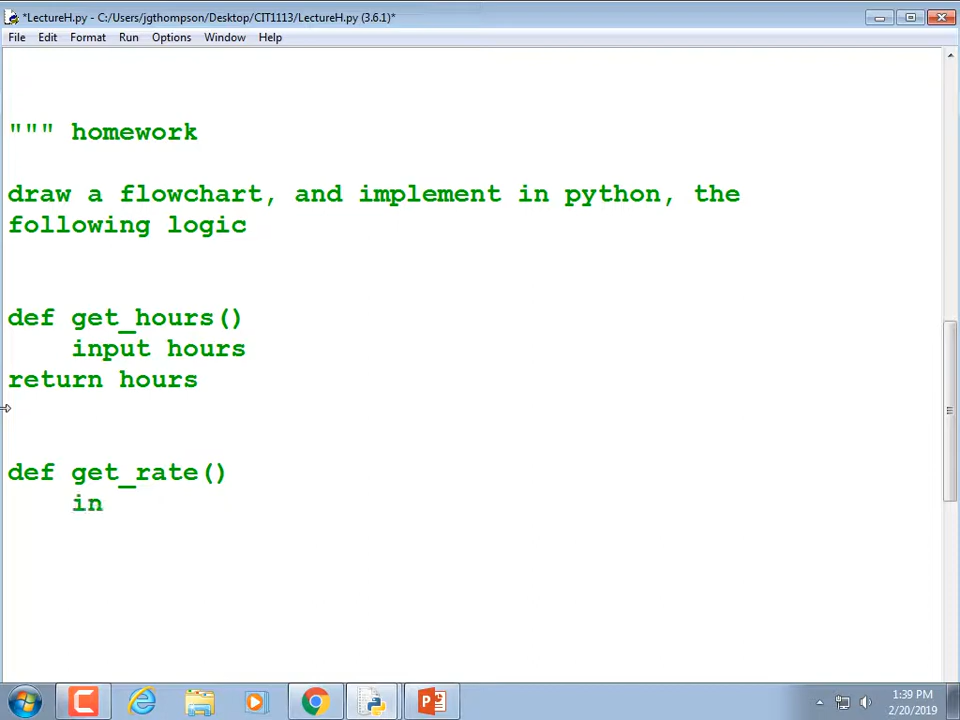 *LectureH.py - C:/Users/jgthompson/Desktop/CIT1113/LectureH.py (3.6.1)*
File Edit Format Run Options Window Help
""" homework
draw a flowchart, and implement in python, the
following logic
def get_hours()
    input hours
return hours
def get_rate()
    in
1:39 PM
2/20/2019